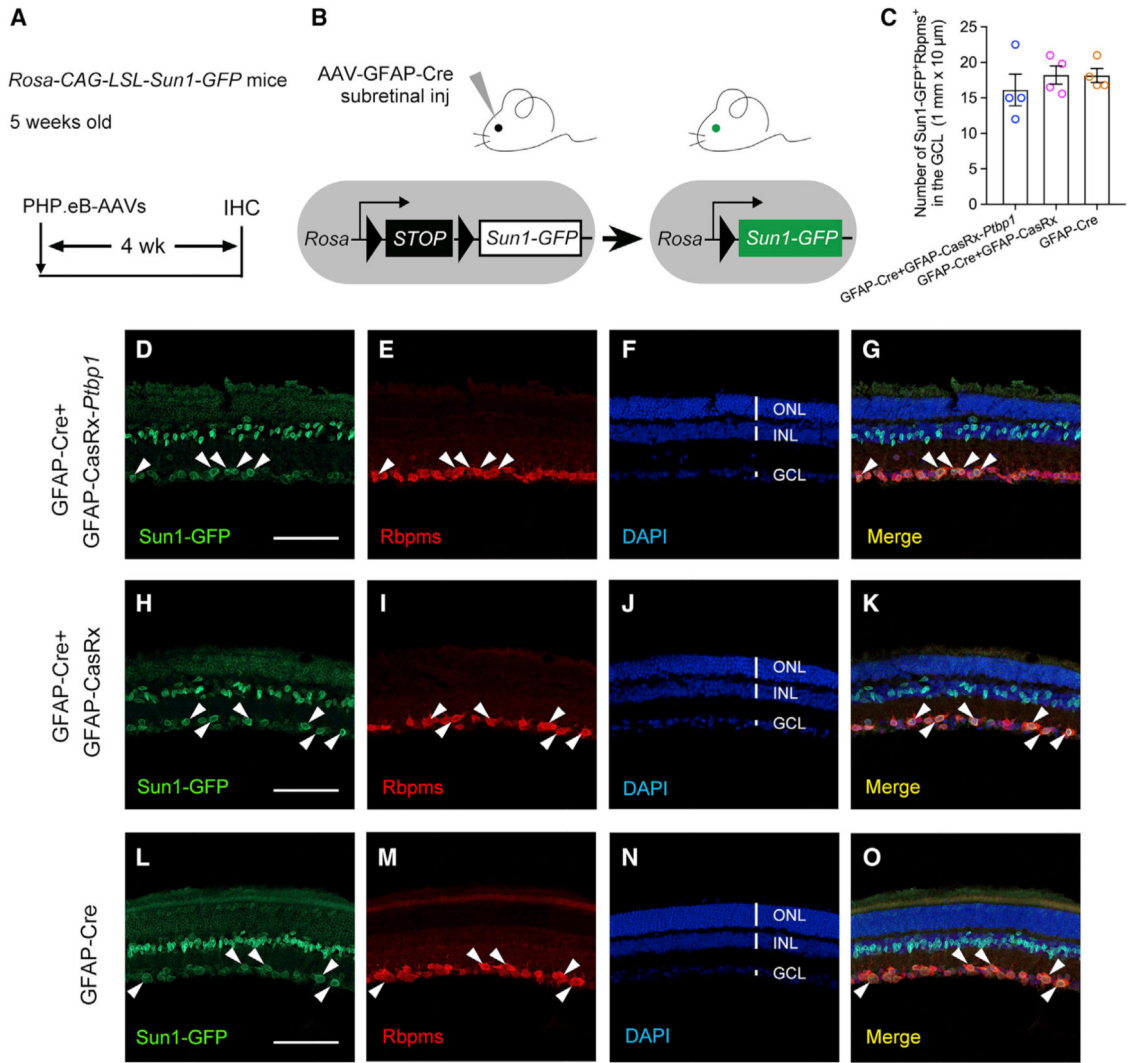 A
Rosa-CAG-LSL-Sun1-GFP mice
5 weeks old
PHP.eB-AAVs
IHC
4 wk
B
AAV-GFAP-Cre
subretinal inj
Rosa
STOP
Sun1-GFP
Rosa
Sun1-GFP
C
Number of Sun1-GFP+Rbpms+
in the GCL (1 mm x 10 µm)
25
20
15
10
5
0
GFAP-Cre+GFAP-CasRx-Ptbp1
GFAP-Cre+GFAP-CasRx
GFAP-Cre
GFAP-Cre+
GFAP-CasRx-Ptbp1
D
Sun1-GFP
E
Rbpms
F
ONL
INL
GCL
DAPI
G
Merge
GFAP-Cre+
GFAP-CasRx
H
Sun1-GFP
I
Rbpms
J
ONL
INL
GCL
DAPI
K
Merge
GFAP-Cre
L
Sun1-GFP
M
Rbpms
N
ONL
INL
GCL
DAPI
O
Merge